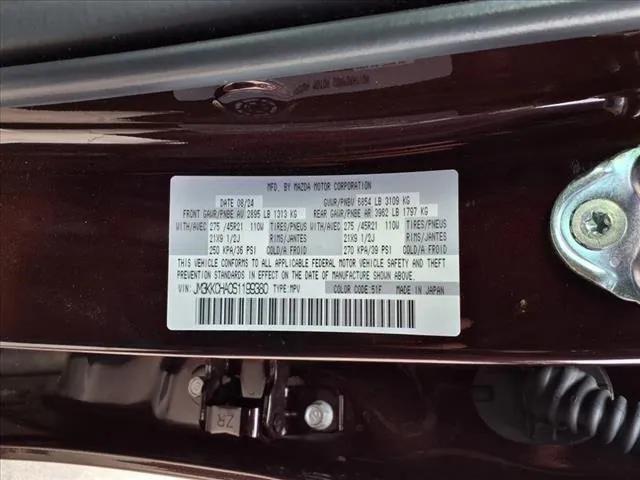 MFD. BY MAZDA MOTOR CORPORATION
DATE 08/24 GVWR/PNBV 6854 LB 3109 KG
FRONT GAWR/PNBE AV 2895 LB 1313 KG REAR GAWR/PNBE AR 3962 LB 1797 KG
WITH/AVEC 275 /45R21 110W TIRES/PNEUS WITH/AVEC 275 /45R21 110W TIRES/PNEUS
21X9 1/2J RIMS/JANTES 21X9 1/2J RIMS/JANTES
250 KPA/36 PSI COLD/A FROID 270 KPA/39 PSI COLD/A FROID
THIS VEHICLE CONFORMS TO ALL APPLICABLE FEDERAL MOTOR VEHICLE SAFETY AND THEFT
PREVENTION STANDARDS IN EFFECT ON THE DATE OF MANUFACTURE SHOWN ABOVE.
VIN: JM3KKCHA0S1199380 TYPE: MPV COLOR CODE: 51F MADE IN JAPAN
ZR